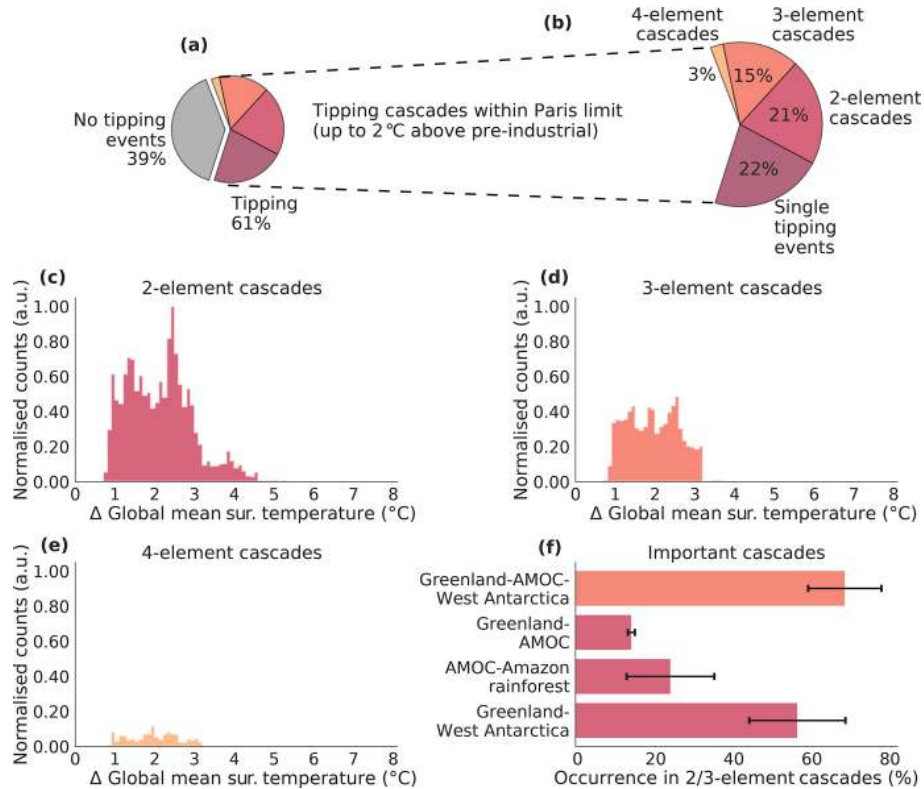 (a)
No tipping
events
39%
Tipping
61%
Tipping cascades within Paris limit
(up to 2°C above pre-industrial)
(b)
4-element
cascades
3-element
cascades
3%
15%
21%
2-element
cascades
22%
Single
tipping
events
(c)
2-element cascades
Normalised counts (a.u.)
1.00
0.80
0.60
0.40
0.20
0.00
0 1 2 3 4 5 6 7 8
Δ Global mean sur. temperature (°C)
(d)
3-element cascades
Normalised counts (a.u.)
1.00
0.80
0.60
0.40
0.20
0.00
0 1 2 3 4 5 6 7 8
Δ Global mean sur. temperature (°C)
(e)
4-element cascades
Normalised counts (a.u.)
1.00
0.80
0.60
0.40
0.20
0.00
0 1 2 3 4 5 6 7 8
Δ Global mean sur. temperature (°C)
(f)
Important cascades
Greenland-AMOC-
West Antarctica
Greenland-
AMOC
AMOC-Amazon
rainforest
Greenland-
West Antarctica
0 20 40 60 80
Occurrence in 2/3-element cascades (%)